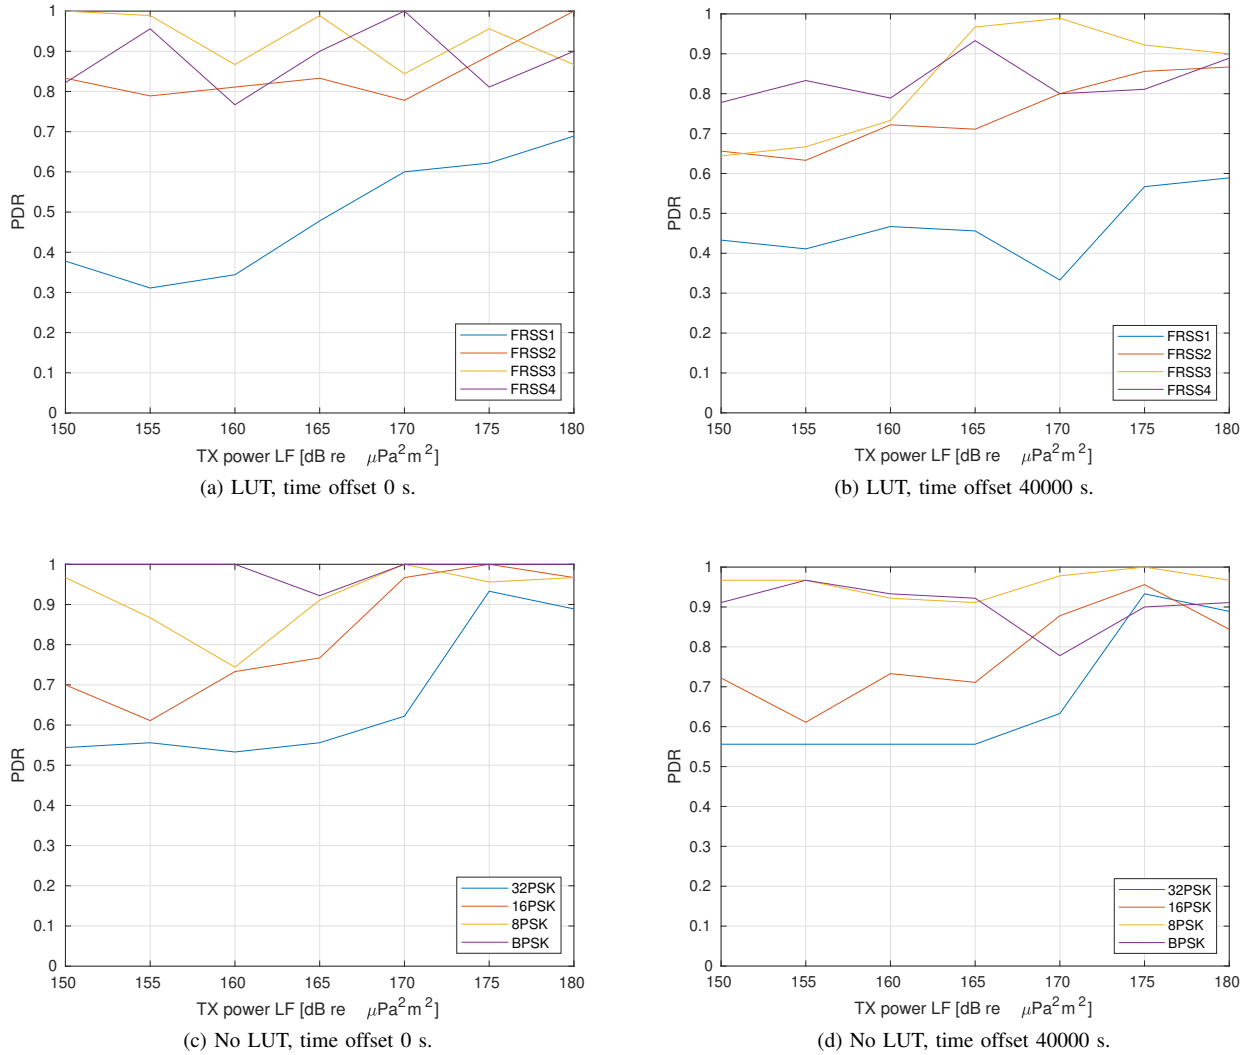 1
0.9
0.8
0.7
0.6
0.5
0.4
0.3
0.2
0.1
0
PDR
150 155 160 165 170 175 180
TX power LF [dB re μPa²m²]
FRSS1
FRSS2
FRSS3
FRSS4
(a) LUT, time offset 0 s.
1
0.9
0.8
0.7
0.6
0.5
0.4
0.3
0.2
0.1
0
PDR
150 155 160 165 170 175 180
TX power LF [dB re μPa²m²]
FRSS1
FRSS2
FRSS3
FRSS4
(b) LUT, time offset 40000 s.
1
0.9
0.8
0.7
0.6
0.5
0.4
0.3
0.2
0.1
0
PDR
150 155 160 165 170 175 180
TX power LF [dB re μPa²m²]
32PSK
16PSK
8PSK
BPSK
(c) No LUT, time offset 0 s.
1
0.9
0.8
0.7
0.6
0.5
0.4
0.3
0.2
0.1
0
PDR
150 155 160 165 170 175 180
TX power LF [dB re μPa²m²]
32PSK
16PSK
8PSK
BPSK
(d) No LUT, time offset 40000 s.